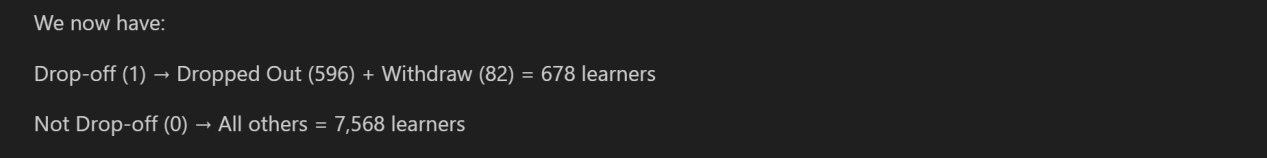 We now have:
Drop-off (1) → Dropped Out (596) + Withdraw (82) = 678 learners
Not Drop-off (0) → All others = 7,568 learners